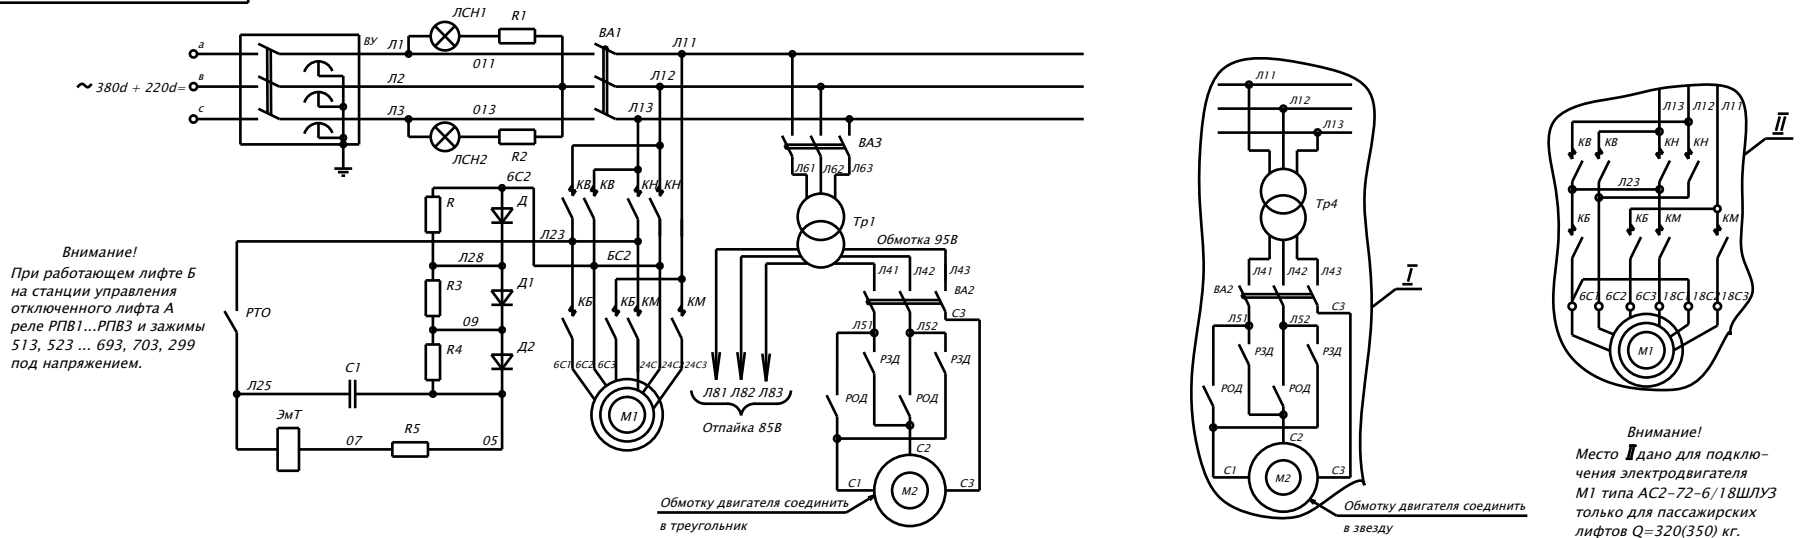 ЛСН1
R1
ВА1
Л11
а
ВУ
Л1
011
~ 380d + 220d=
в
Л2
Л12
с
Л3
013
Л13
ЛСН2
R2
ВА3
Л61 Л62 Л63
6С2
R
Д
КВ КВ КН КН
Тр1
Л23
Обмотка 95В
Л28
БС2
Л41 Л42 Л43
R3
Д1
КБ КБ КМ КМ
ВА2
С3
РТО
09
Л51 Л52
R4
Д2
РЗД РЗД
С1
6С1 6С2 6С3 24С1 24С2 24С3
Л25
Л81 Л82 Л83
РОД РОД
Отпайка 85В
ЭмТ
М1
07
R5
05
С2
С1
М2
С3
Обмотку двигателя соединить
в треугольник
Внимание!
При работающем лифте Б
на станции управления
отключенного лифта А
реле РПВ1...РПВ3 и зажимы
513, 523 ... 693, 703, 299
под напряжением.
Л11
Л12
Л13
Тр4
Л41 Л42 Л43
ВА2
I
С3
Л51 Л52
РЗД РЗД
РОД РОД
С2
С1
М2
С3
Обмотку двигателя соединить
в звезду
Л13 Л12 Л11
II
КВ КВ КН КН
Л23
КБ КБ КМ КМ
6С1 6С2 6С3 18С1 18С2 18С3
М1
Внимание!
Место II дано для подклю-
чения электродвигателя
М1 типа АС2-72-6/18ШЛУЗ
только для пассажирских
лифтов Q=320(350) кг.